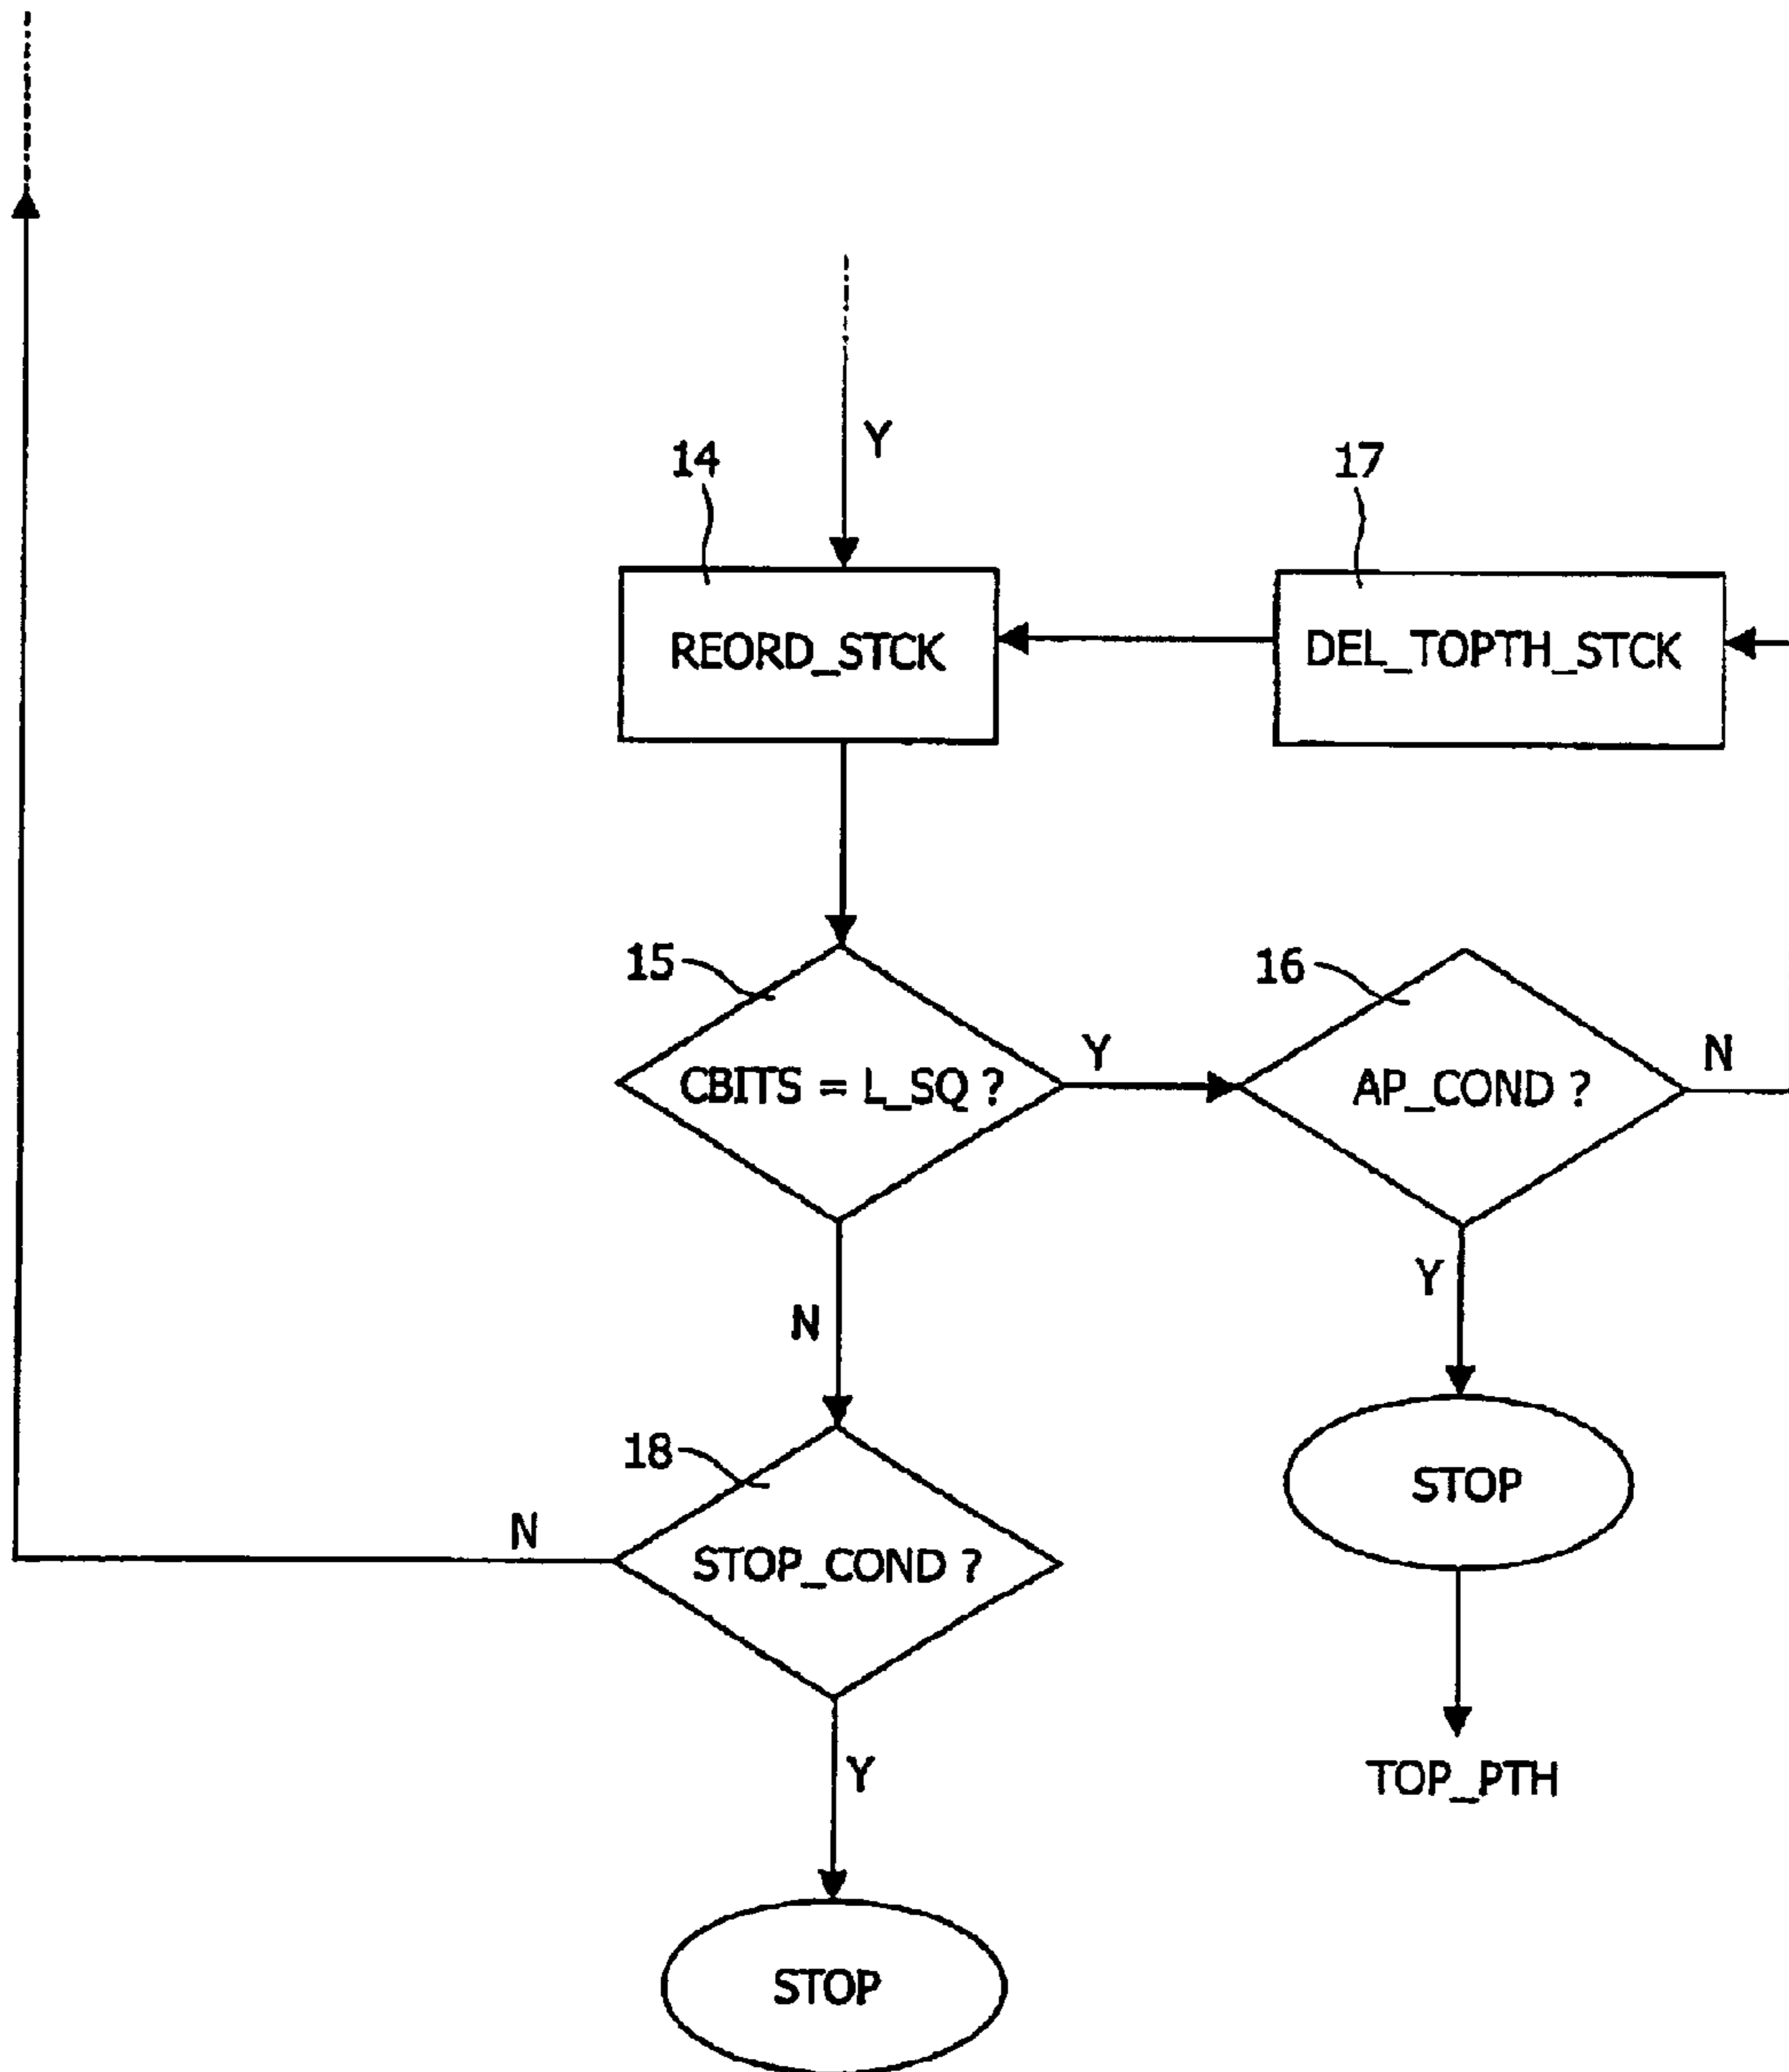 Y
14
17
REORD_STCK
DEL_TOPTH_STCK
15
16
CBITS = L_SQ ?
Y
AP_COND ?
N
N
Y
18
STOP
N
STOP_COND ?
Y
TOP_PTH
STOP